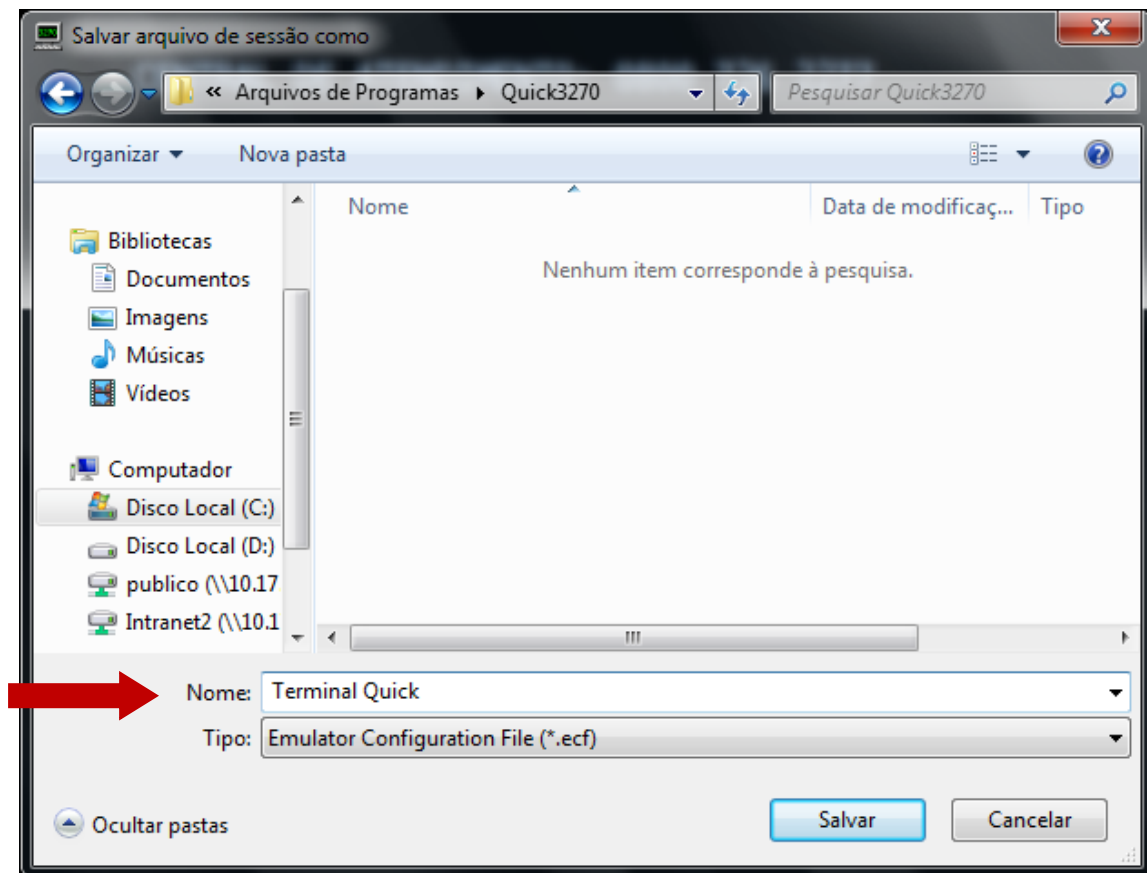 Salvar arquivo de sessão como
« Arquivos de Programas Quick3270
Pesquisar Quick3270
Organizar
Nova pasta
Nome
Data de modificaç...
Tipo
Nenhum item corresponde à pesquisa.
Bibliotecas
Documentos
Imagens
Músicas
Vídeos
Computador
Disco Local (C:)
Disco Local (D:)
publico (\\10.17
Intranet2 (\\10.1
Nome: Terminal Quick
Tipo: Emulator Configuration File (*.ecf)
Ocultar pastas
Salvar
Cancelar